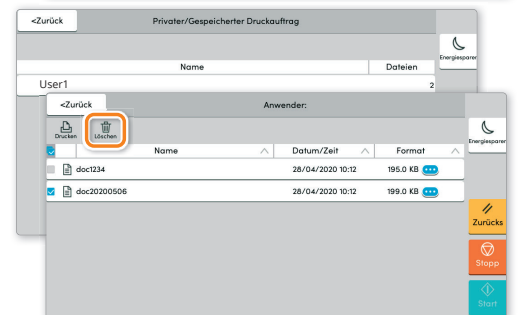 <Zurück Privater/Gespeicherter Druckauftrag
Energiesparer
Name Dateien
User1 2
<Zurück Anwender:
Drucken Löschen
Energiesparer
Name Datum/Zeit Format
doc1234 28/04/2020 10:12 195.0 KB
doc20200506 28/04/2020 10:12 199.0 KB
Zurücks
Stopp
Start